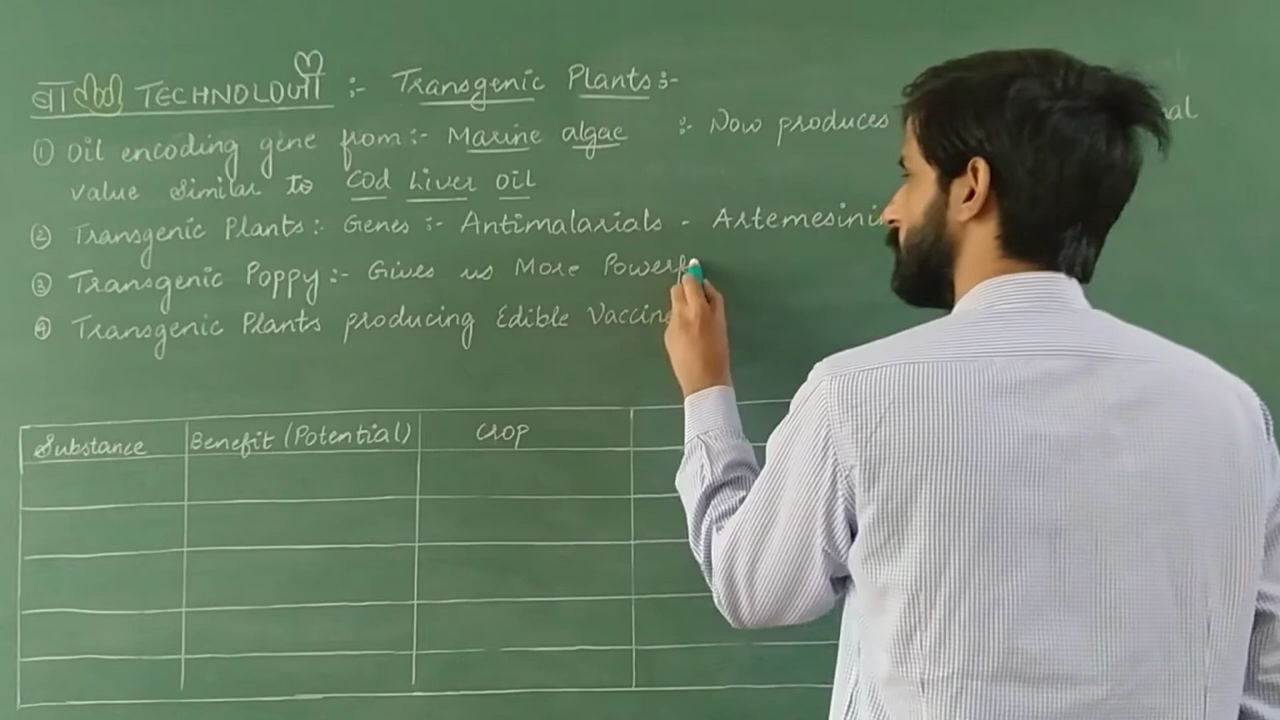 वा TECHNOLOजी :- Transgenic Plants :-
① Oil encoding gene from :- Marine algae :- Now produces
value similar to Cod Liver Oil
② Transgenic Plants :- Genes :- Antimalarials - Artemesini
③ Transgenic Poppy :- Gives us More Powerf
④ Transgenic Plants producing Edible Vaccin
Substance Benefit (Potential) CROP